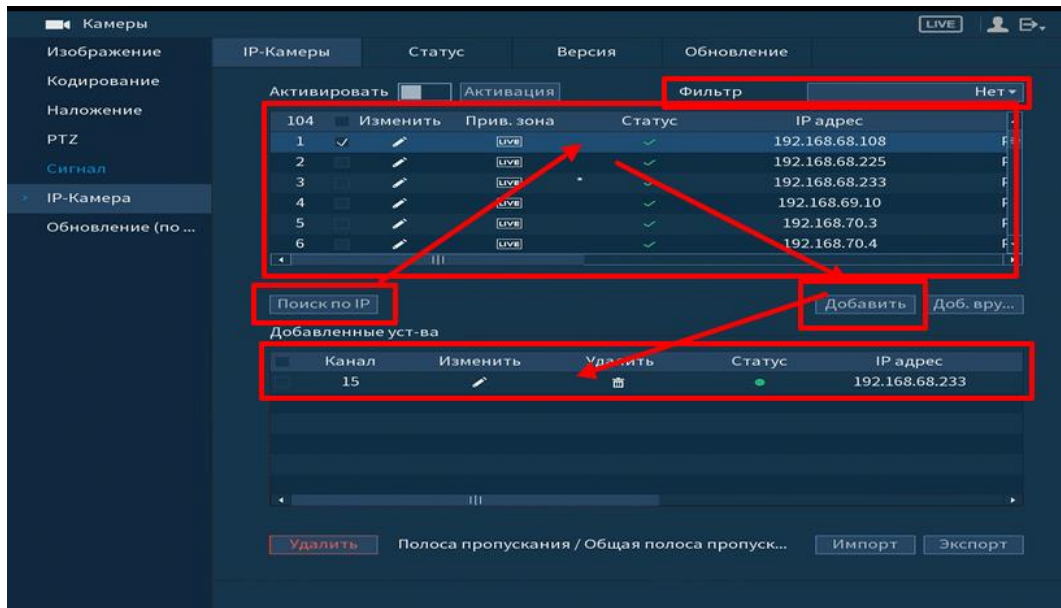 Камеры LIVE
Изображение
Кодирование
Наложение
PTZ
Сигнал
IP-Камера
Обновление (по ...
IP-Камеры Статус Версия Обновление
Активировать Активация Фильтр Нет
104 Изменить Прив. зона Статус IP адрес
1 LIVE 192.168.68.108
2 LIVE 192.168.68.225
3 LIVE * 192.168.68.233
4 LIVE 192.168.69.10
5 LIVE 192.168.70.3
6 LIVE 192.168.70.4
Поиск по IP Добавить Доб. вру...
Добавленные уст-ва
Канал Изменить Удалить Статус IP адрес
15 192.168.68.233
Удалить Полоса пропускания / Общая полоса пропуск... Импорт Экспорт